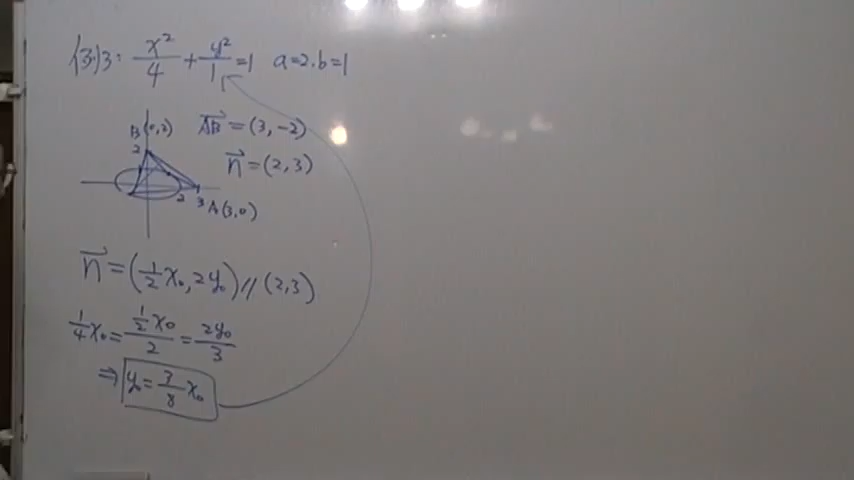 例3: x²/4 + y²/1 = 1 a=2, b=1
B(0,2) AB→ = (3,-2)
2
n→ = (2,3)
2 3 A(3,0)
n→ = (1/2 x₀, 2y₀) // (2,3)
1/4 x₀ = (1/2 x₀)/2 = 2y₀/3
⇒ y₀ = 3/8 x₀